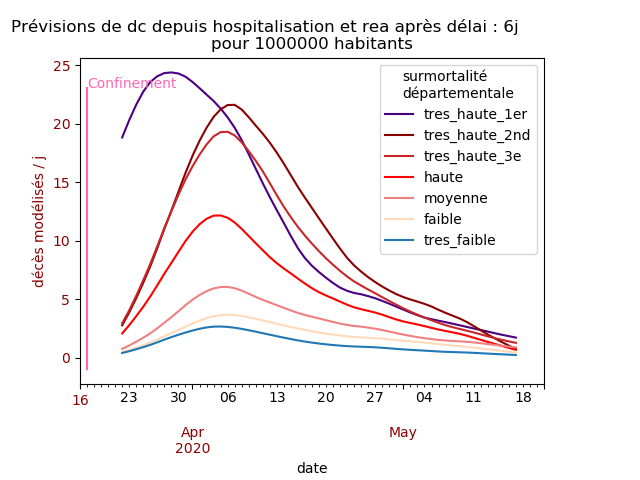 Prévisions de dc depuis hospitalisation et rea après délai : 6j
pour 1000000 habitants
25
20
15
10
5
0
décès modélisés / j
Confinement
surmortalité
départementale
tres_haute_1er
tres_haute_2nd
tres_haute_3e
haute
moyenne
faible
tres_faible
16 23 30 06 13 20 27 04 11 18
Apr May
2020
date